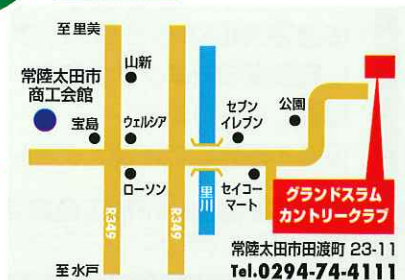 至里美
山新
常陸太田市
商工会館
宝島
ウェルシア
セブン
イレブン
公園
ローソン
里川
セイコー
マート
グランドスラム
カントリークラブ
R349
R349
至水戸
常陸太田市田渡町 23-11
Tel.0294-74-4111